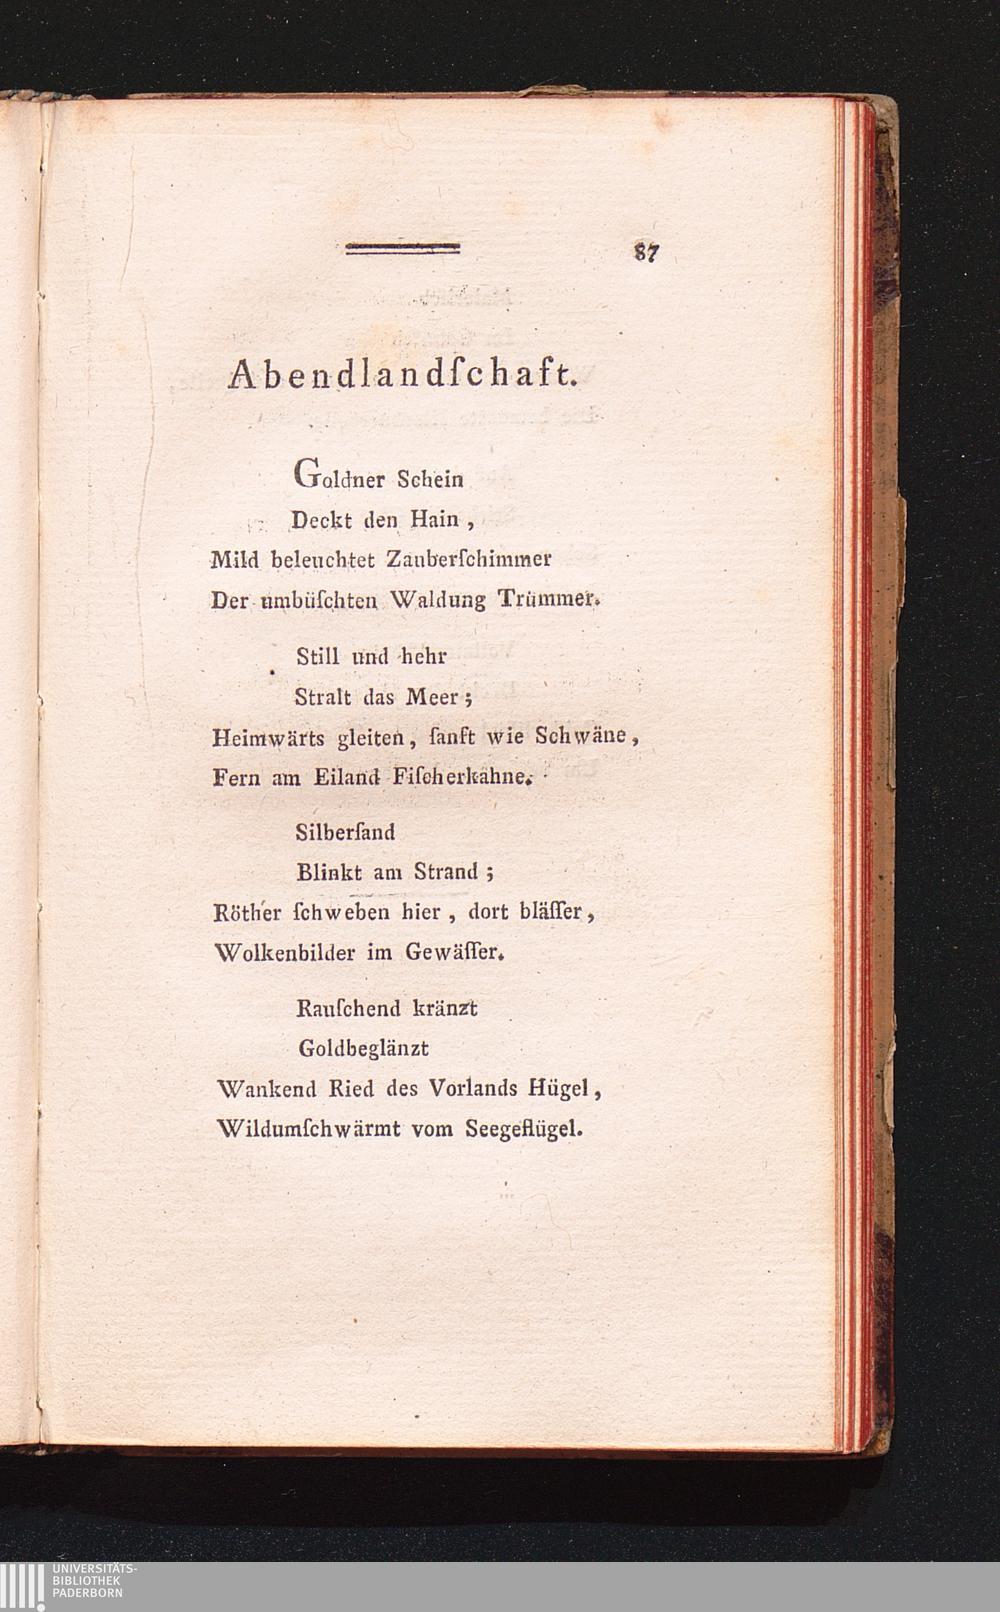 87
Abendlandſchaft.
Goldner Schein
Deckt den Hain,
Mild beleuchtet Zauberſchimmer
Der umbüſchten Waldung Trümmer.
Still und hehr
Stralt das Meer;
Heimwärts gleiten, ſanft wie Schwäne,
Fern am Eiland Fiſcherkähne.
Silberſand
Blinkt am Strand;
Röther ſchweben hier, dort bläſſer,
Wolkenbilder im Gewäſſer.
Rauſchend kränzt
Goldbeglänzt
Wankend Ried des Vorlands Hügel,
Wildumſchwärmt vom Seegeflügel.
UNIVERSITÄTS-
BIBLIOTHEK
PADERBORN